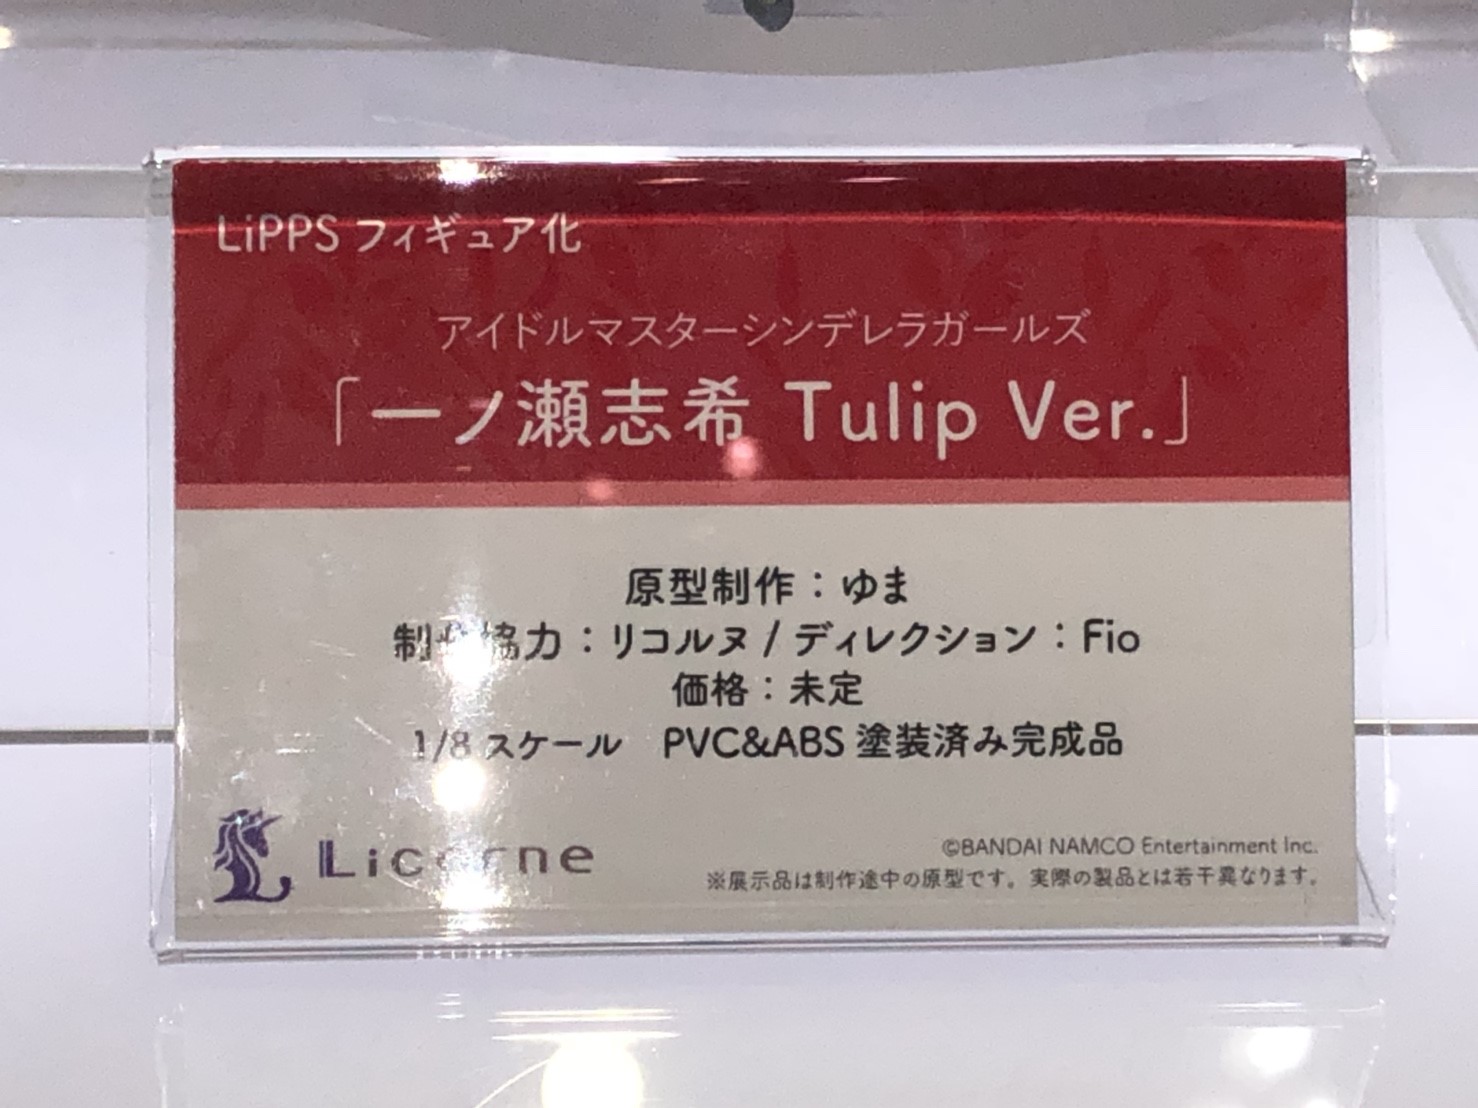 LiPPS フィギュア化
アイドルマスターシンデレラガールズ
「一ノ瀬志希 Tulip Ver.」
原型制作：ゆま
制作協力：リコルヌ / ディレクション：Fio
価格：未定
1/8 スケール　PVC&ABS 塗装済み完成品
Licorne
©BANDAI NAMCO Entertainment Inc.
※展示品は制作途中の原型です。実際の製品とは若干異なります。